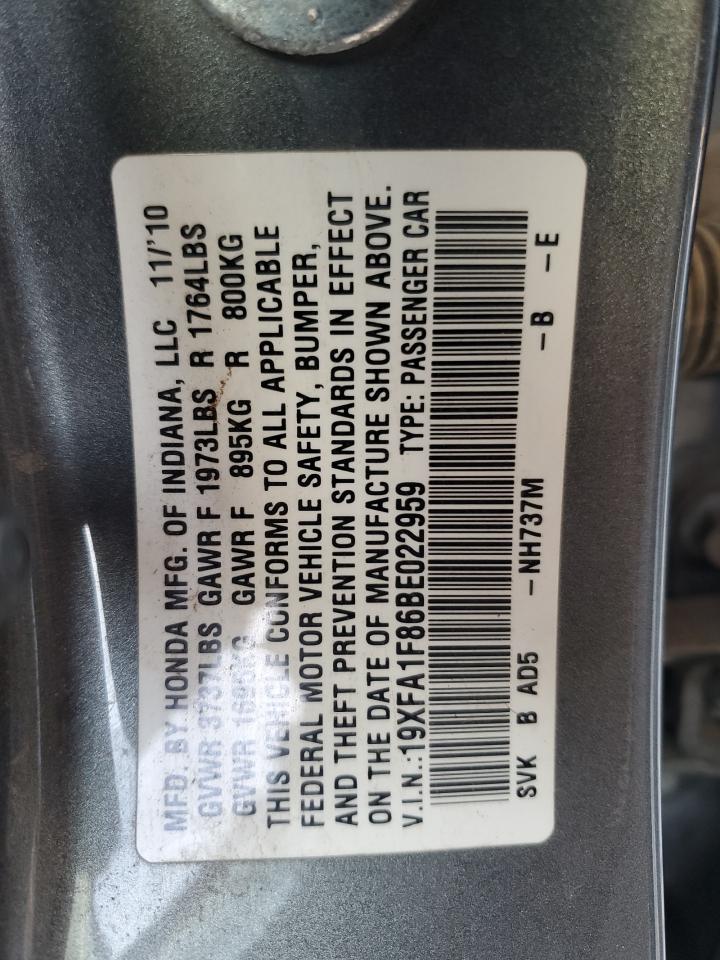 MFD. BY HONDA MFG. OF INDIANA, LLC 11/'10
GVWR 3737LBS GAWR F 1973LBS R 1764LBS
GVWR 1695KG GAWR F 895KG R 800KG
THIS VEHICLE CONFORMS TO ALL APPLICABLE
FEDERAL MOTOR VEHICLE SAFETY, BUMPER,
AND THEFT PREVENTION STANDARDS IN EFFECT
ON THE DATE OF MANUFACTURE SHOWN ABOVE.
V.I.N.:19XFA1F86BE022959 TYPE: PASSENGER CAR
SVK B AD5 -NH737M -B -E